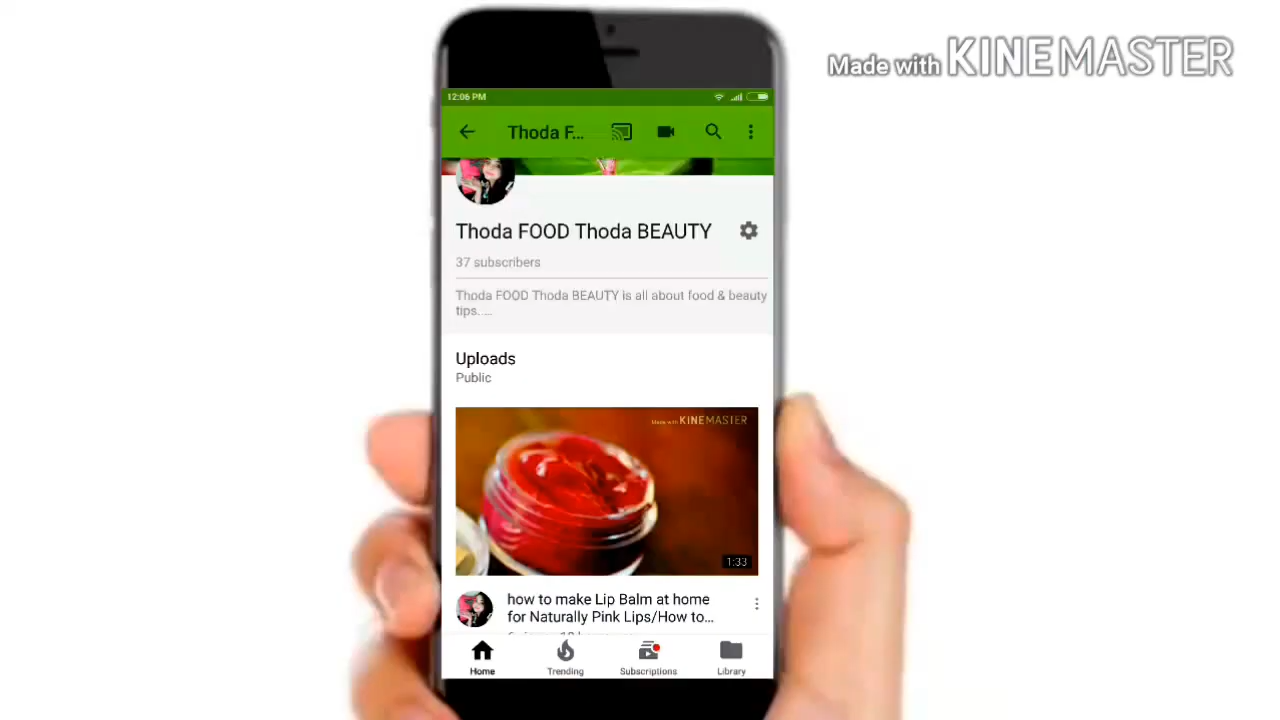 Made with KINEMASTER
12:06 PM
Thoda F...
Thoda FOOD Thoda BEAUTY
37 subscribers
Thoda FOOD Thoda BEAUTY is all about food & beauty
tips....
Uploads
Public
Made with KINEMASTER
1:33
how to make Lip Balm at home
for Naturally Pink Lips/How to...
Home
Trending
Subscriptions
Library